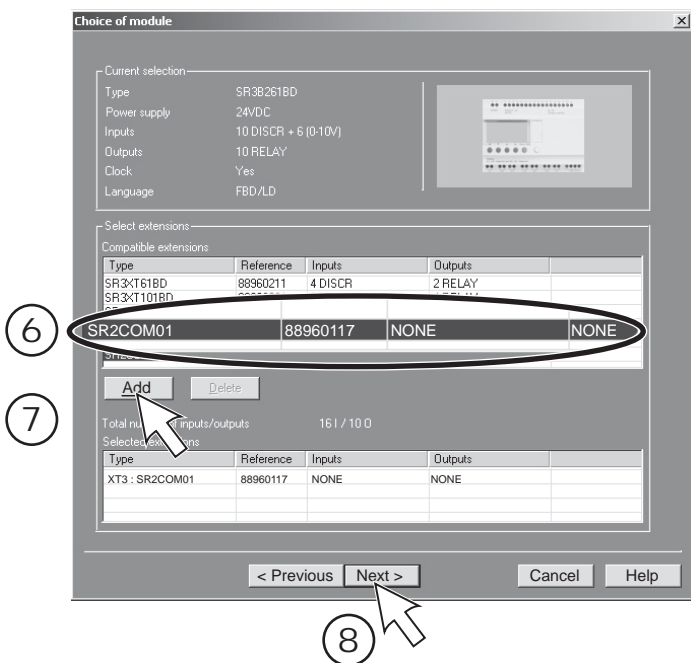 Choice of module
Current selection
Type SR3B261BD
Power supply 24VDC
Inputs 10 DISCR + 6 (0-10V)
Outputs 10 RELAY
Clock Yes
Language FBD/LD
Select extensions
Compatible extensions
Type Reference Inputs Outputs
SR3XT61BD 88960211 4 DISCR 2 RELAY
SR3XT101BD
6
SR2COM01 88960117 NONE NONE
Add Delete
7
Total inputs/outputs 16 I / 10 O
Selected
Type Reference Inputs Outputs
XT3 : SR2COM01 88960117 NONE NONE
< Previous Next > Cancel Help
8